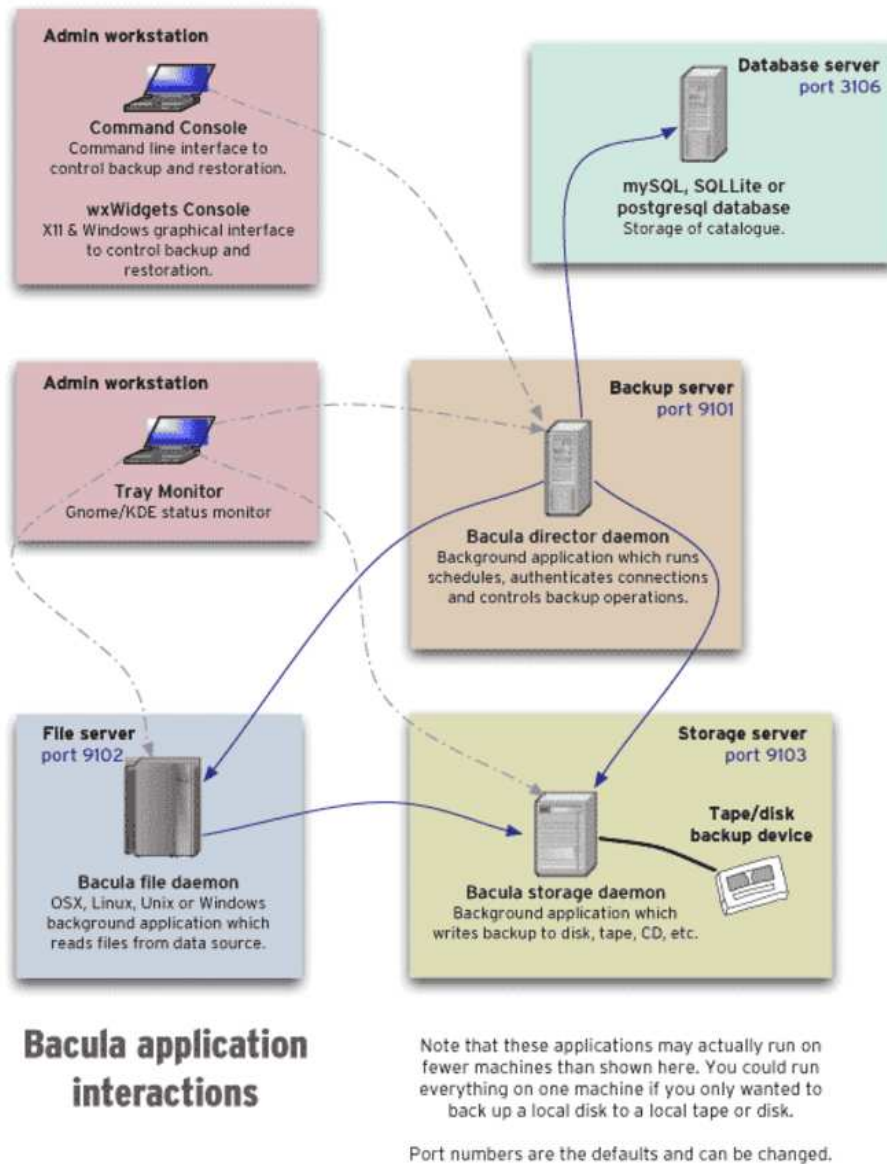 Admin workstation
Command Console
Command line interface to
control backup and restoration.
wxWidgets Console
X11 & Windows graphical interface
to control backup and
restoration.
Database server
port 3106
mySQL, SQLLite or
postgresql database
Storage of catalogue.
Admin workstation
Tray Monitor
Gnome/KDE status monitor
Backup server
port 9101
Bacula director daemon
Background application which runs
schedules, authenticates connections
and controls backup operations.
File server
port 9102
Bacula file daemon
OSX, Linux, Unix or Windows
background application which
reads files from data source.
Storage server
port 9103
Tape/disk
backup device
Bacula storage daemon
Background application which
writes backup to disk, tape, CD, etc.
Bacula application
interactions
Note that these applications may actually run on
fewer machines than shown here. You could run
everything on one machine if you only wanted to
back up a local disk to a local tape or disk.
Port numbers are the defaults and can be changed.